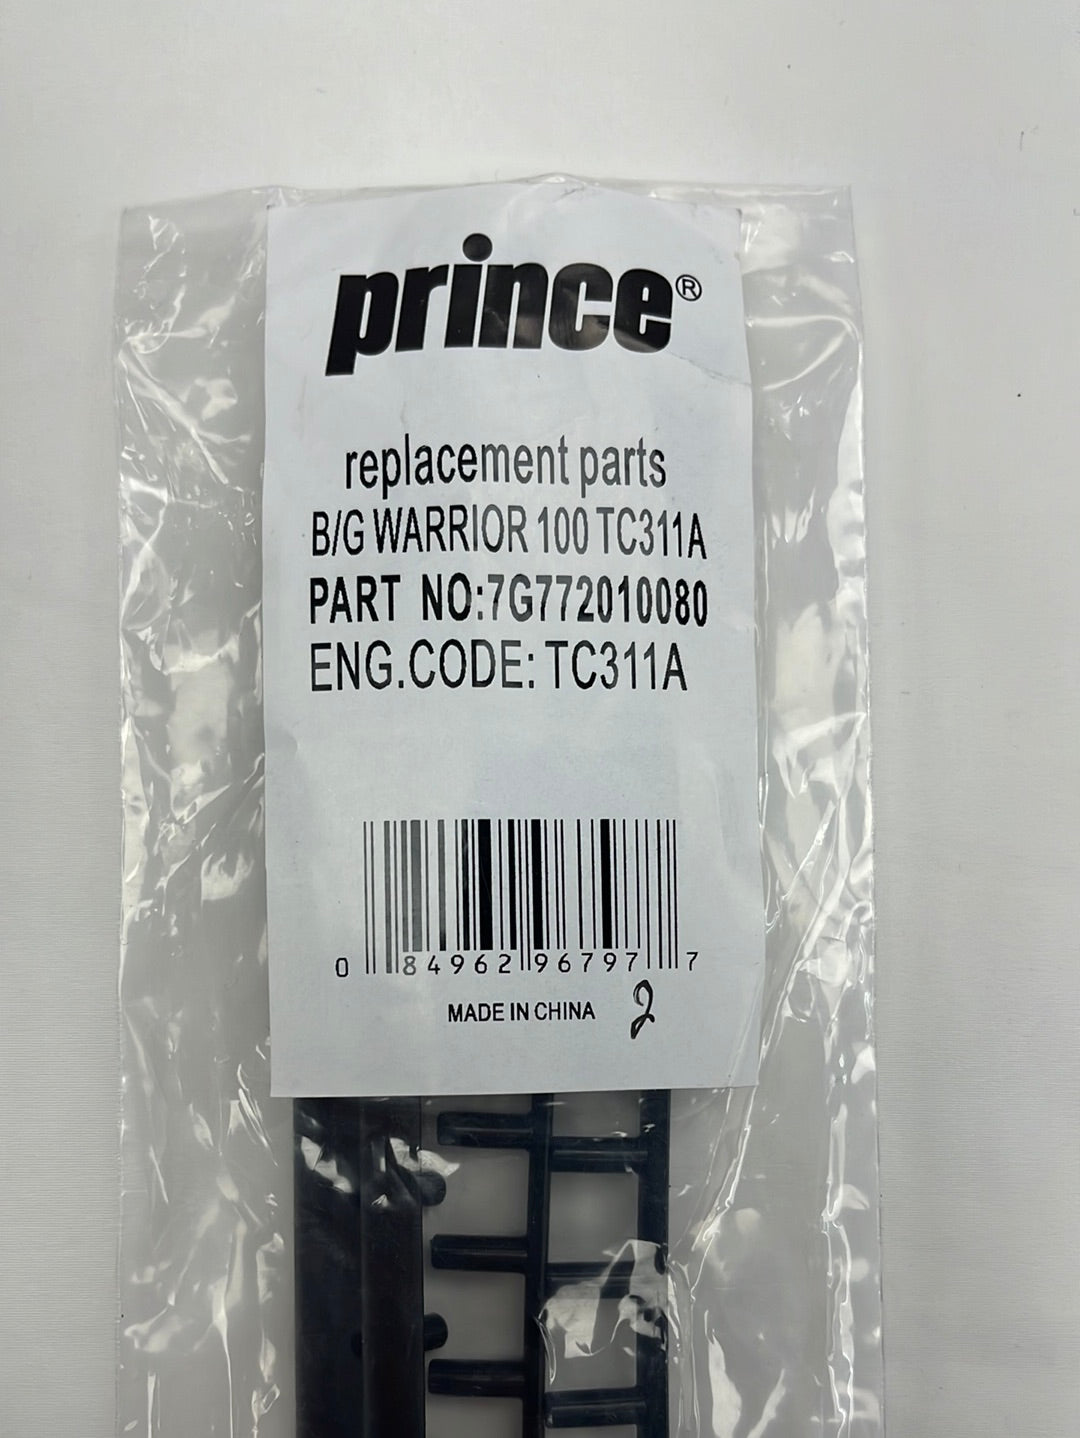 prince®
replacement parts
B/G WARRIOR 100 TC311A
PART NO:7G772010080
ENG.CODE: TC311A
0 84962 96797 7
MADE IN CHINA 2